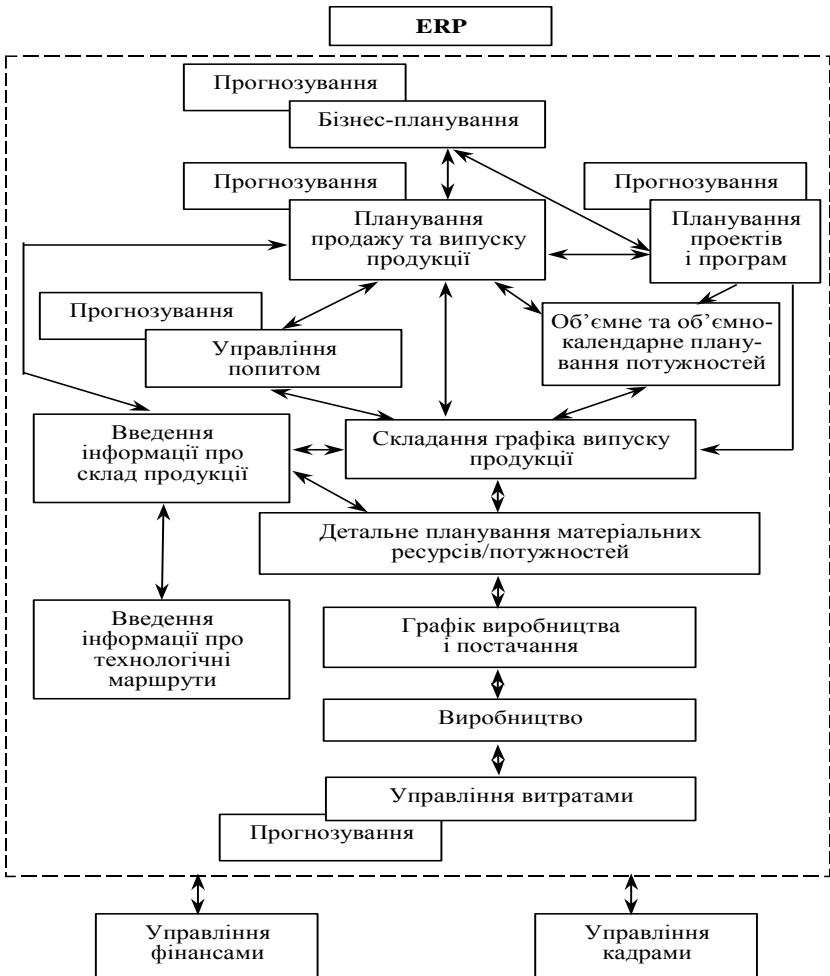 ERP
Прогнозування
Бізнес-планування
Прогнозування
Планування
продажу та випуску
продукції
Прогнозування
Планування
проектів
і програм
Прогнозування
Управління
попитом
Об’ємне та об’ємно-
календарне плану-
вання потужностей
Введення
інформації про
склад продукції
Складання графіка випуску
продукції
Детальне планування матеріальних
ресурсів/потужностей
Введення
інформації про
технологічні
маршрути
Графік виробництва
і постачання
Виробництво
Управління витратами
Прогнозування
Управління
фінансами
Управління
кадрами